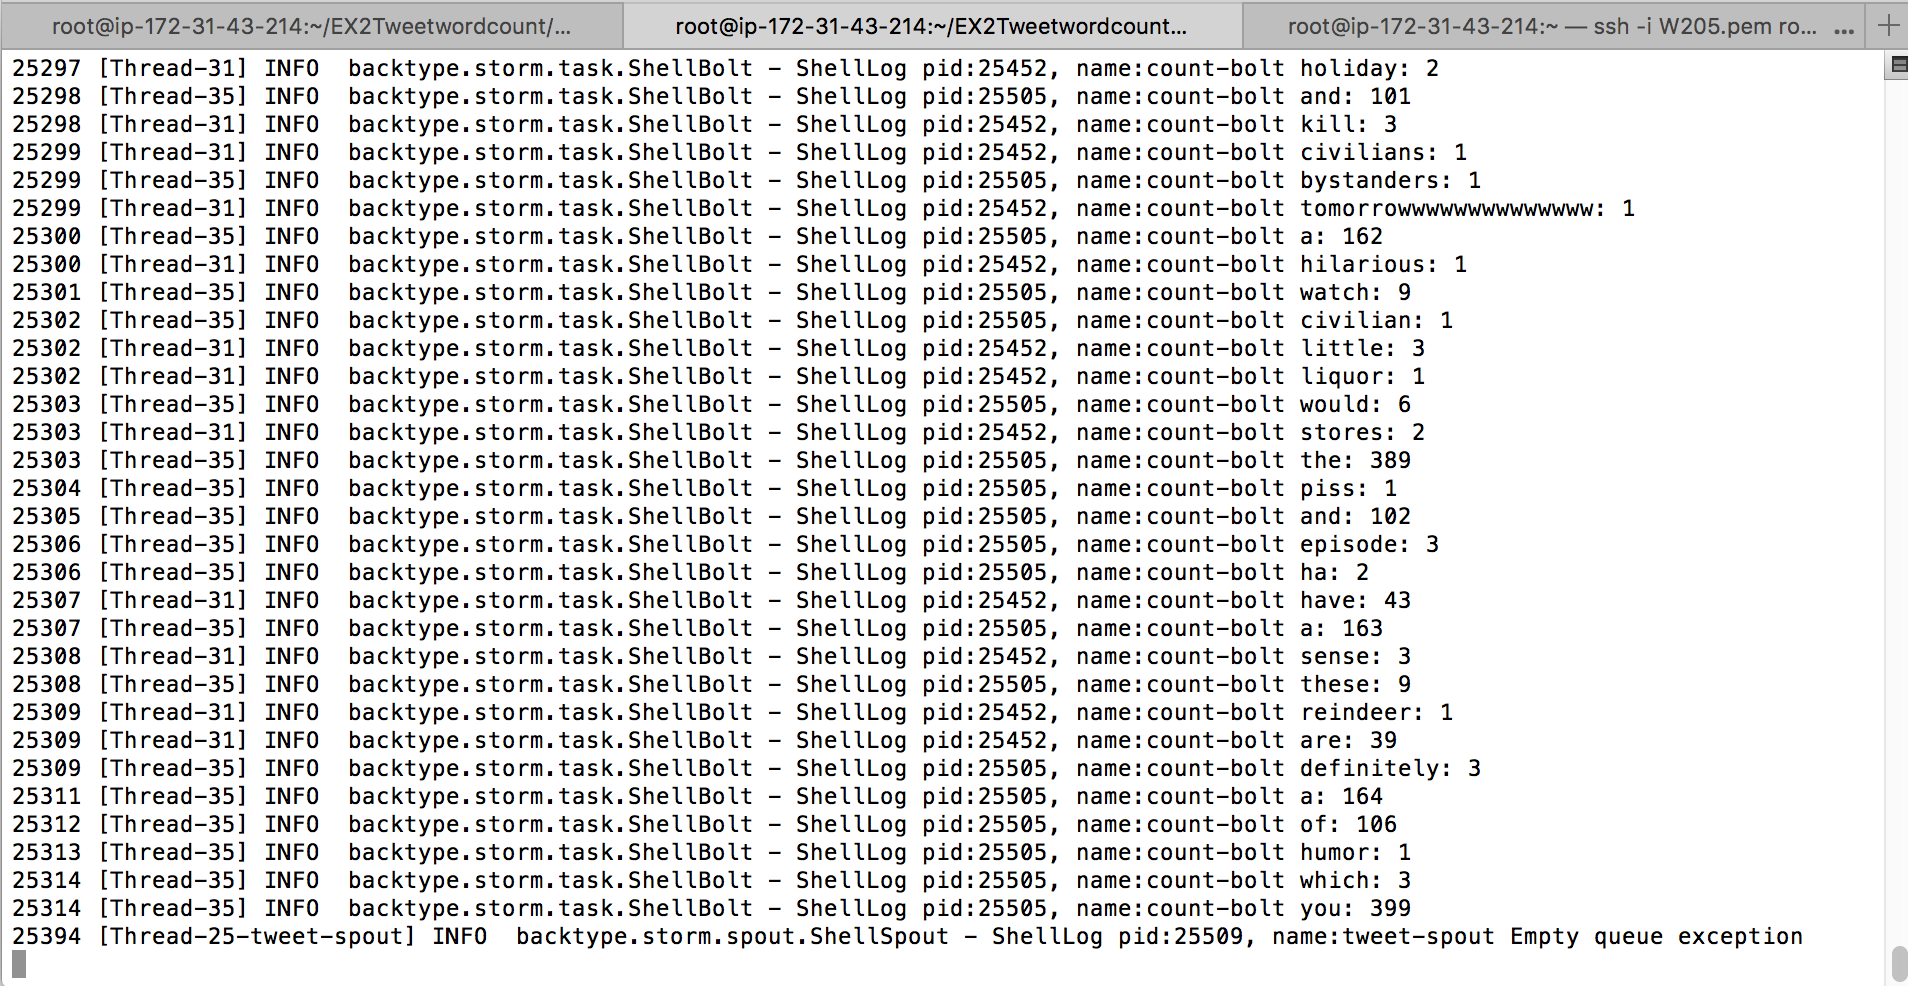 root@ip-172-31-43-214:~/EX2Tweetwordcount/... root@ip-172-31-43-214:~/EX2Tweetwordcount... root@ip-172-31-43-214:~ — ssh -i W205.pem ro... ... +
25297 [Thread-31] INFO  backtype.storm.task.ShellBolt - ShellLog pid:25452, name:count-bolt holiday: 2
25298 [Thread-35] INFO  backtype.storm.task.ShellBolt - ShellLog pid:25505, name:count-bolt and: 101
25298 [Thread-31] INFO  backtype.storm.task.ShellBolt - ShellLog pid:25452, name:count-bolt kill: 3
25299 [Thread-31] INFO  backtype.storm.task.ShellBolt - ShellLog pid:25452, name:count-bolt civilians: 1
25299 [Thread-35] INFO  backtype.storm.task.ShellBolt - ShellLog pid:25505, name:count-bolt bystanders: 1
25299 [Thread-31] INFO  backtype.storm.task.ShellBolt - ShellLog pid:25452, name:count-bolt tomorrowwwwwwwwwwwwww: 1
25300 [Thread-35] INFO  backtype.storm.task.ShellBolt - ShellLog pid:25505, name:count-bolt a: 162
25300 [Thread-31] INFO  backtype.storm.task.ShellBolt - ShellLog pid:25452, name:count-bolt hilarious: 1
25301 [Thread-35] INFO  backtype.storm.task.ShellBolt - ShellLog pid:25505, name:count-bolt watch: 9
25302 [Thread-35] INFO  backtype.storm.task.ShellBolt - ShellLog pid:25505, name:count-bolt civilian: 1
25302 [Thread-31] INFO  backtype.storm.task.ShellBolt - ShellLog pid:25452, name:count-bolt little: 3
25302 [Thread-31] INFO  backtype.storm.task.ShellBolt - ShellLog pid:25452, name:count-bolt liquor: 1
25303 [Thread-35] INFO  backtype.storm.task.ShellBolt - ShellLog pid:25505, name:count-bolt would: 6
25303 [Thread-31] INFO  backtype.storm.task.ShellBolt - ShellLog pid:25452, name:count-bolt stores: 2
25303 [Thread-35] INFO  backtype.storm.task.ShellBolt - ShellLog pid:25505, name:count-bolt the: 389
25304 [Thread-35] INFO  backtype.storm.task.ShellBolt - ShellLog pid:25505, name:count-bolt piss: 1
25305 [Thread-35] INFO  backtype.storm.task.ShellBolt - ShellLog pid:25505, name:count-bolt and: 102
25306 [Thread-35] INFO  backtype.storm.task.ShellBolt - ShellLog pid:25505, name:count-bolt episode: 3
25306 [Thread-35] INFO  backtype.storm.task.ShellBolt - ShellLog pid:25505, name:count-bolt ha: 2
25307 [Thread-31] INFO  backtype.storm.task.ShellBolt - ShellLog pid:25452, name:count-bolt have: 43
25307 [Thread-35] INFO  backtype.storm.task.ShellBolt - ShellLog pid:25505, name:count-bolt a: 163
25308 [Thread-31] INFO  backtype.storm.task.ShellBolt - ShellLog pid:25452, name:count-bolt sense: 3
25308 [Thread-35] INFO  backtype.storm.task.ShellBolt - ShellLog pid:25505, name:count-bolt these: 9
25309 [Thread-31] INFO  backtype.storm.task.ShellBolt - ShellLog pid:25452, name:count-bolt reindeer: 1
25309 [Thread-31] INFO  backtype.storm.task.ShellBolt - ShellLog pid:25452, name:count-bolt are: 39
25309 [Thread-35] INFO  backtype.storm.task.ShellBolt - ShellLog pid:25505, name:count-bolt definitely: 3
25311 [Thread-35] INFO  backtype.storm.task.ShellBolt - ShellLog pid:25505, name:count-bolt a: 164
25312 [Thread-35] INFO  backtype.storm.task.ShellBolt - ShellLog pid:25505, name:count-bolt of: 106
25313 [Thread-35] INFO  backtype.storm.task.ShellBolt - ShellLog pid:25505, name:count-bolt humor: 1
25314 [Thread-35] INFO  backtype.storm.task.ShellBolt - ShellLog pid:25505, name:count-bolt which: 3
25314 [Thread-35] INFO  backtype.storm.task.ShellBolt - ShellLog pid:25505, name:count-bolt you: 399
25394 [Thread-25-tweet-spout] INFO  backtype.storm.spout.ShellSpout - ShellLog pid:25509, name:tweet-spout Empty queue exception